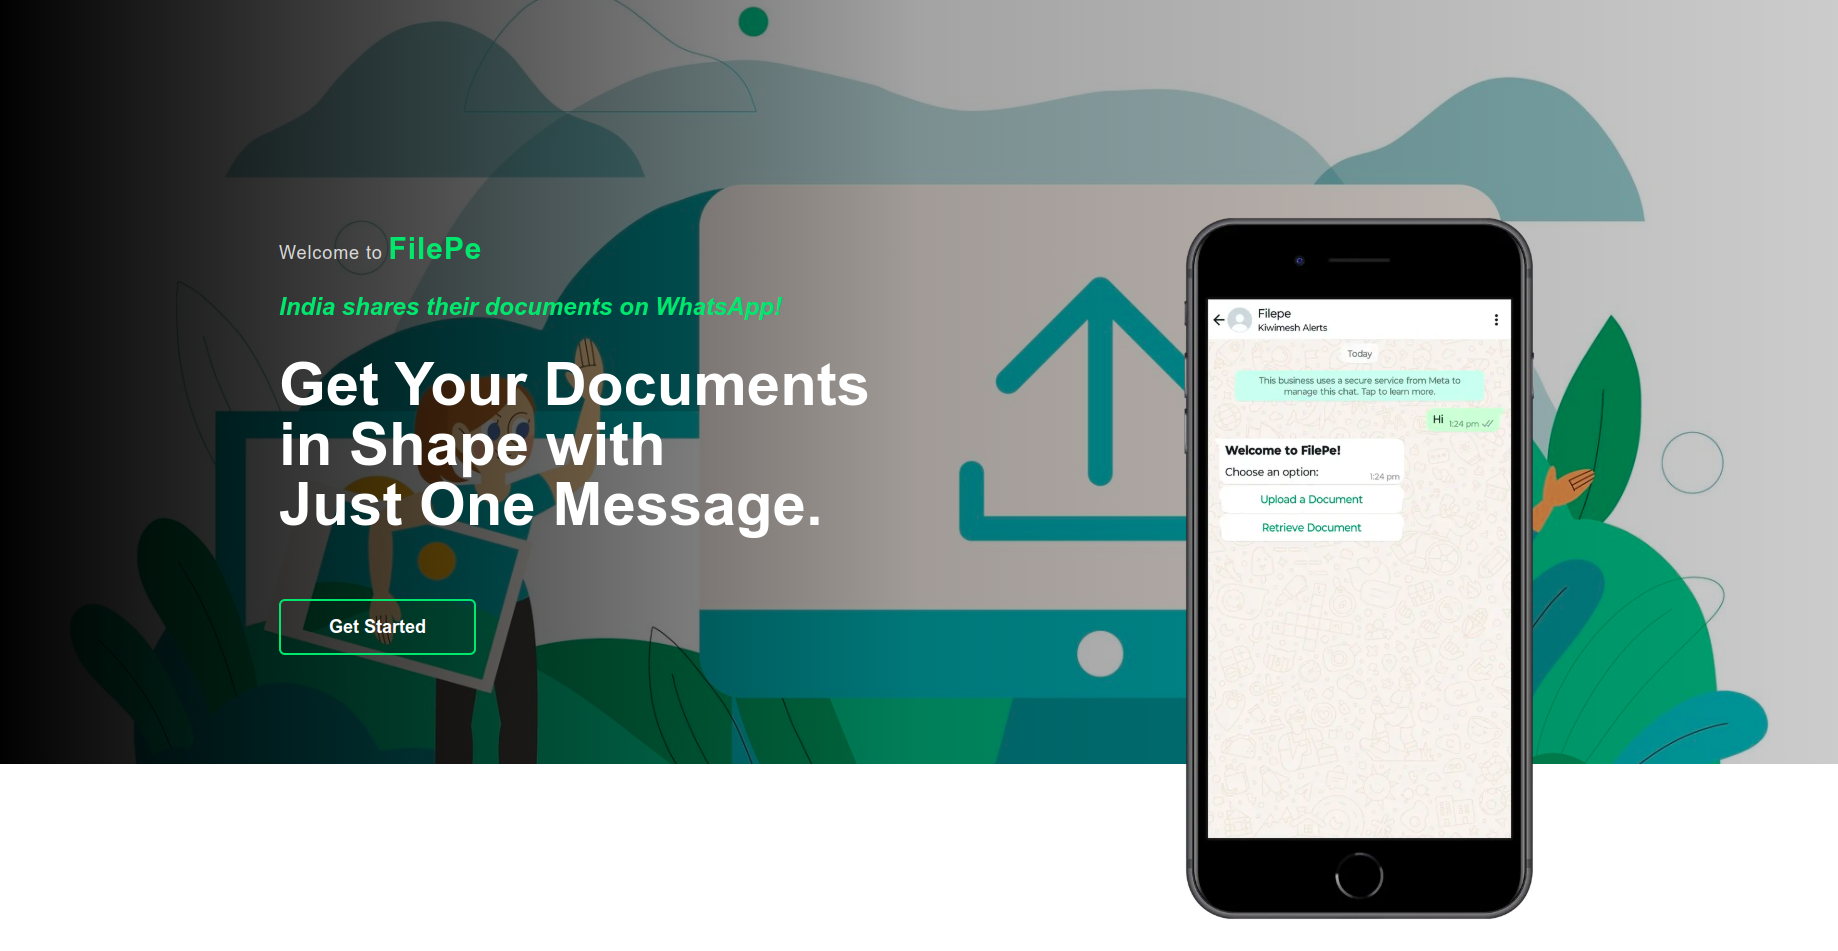 Welcome to FilePe
India shares their documents on WhatsApp!
Get Your Documents
in Shape with
Just One Message.
Get Started
Filepe
Kiwimesh Alerts
Today
This business uses a secure service from Meta to
manage this chat. Tap to learn more.
Hi 1:24 pm
Welcome to FilePe!
Choose an option:
1:24 pm
Upload a Document
Retrieve Document